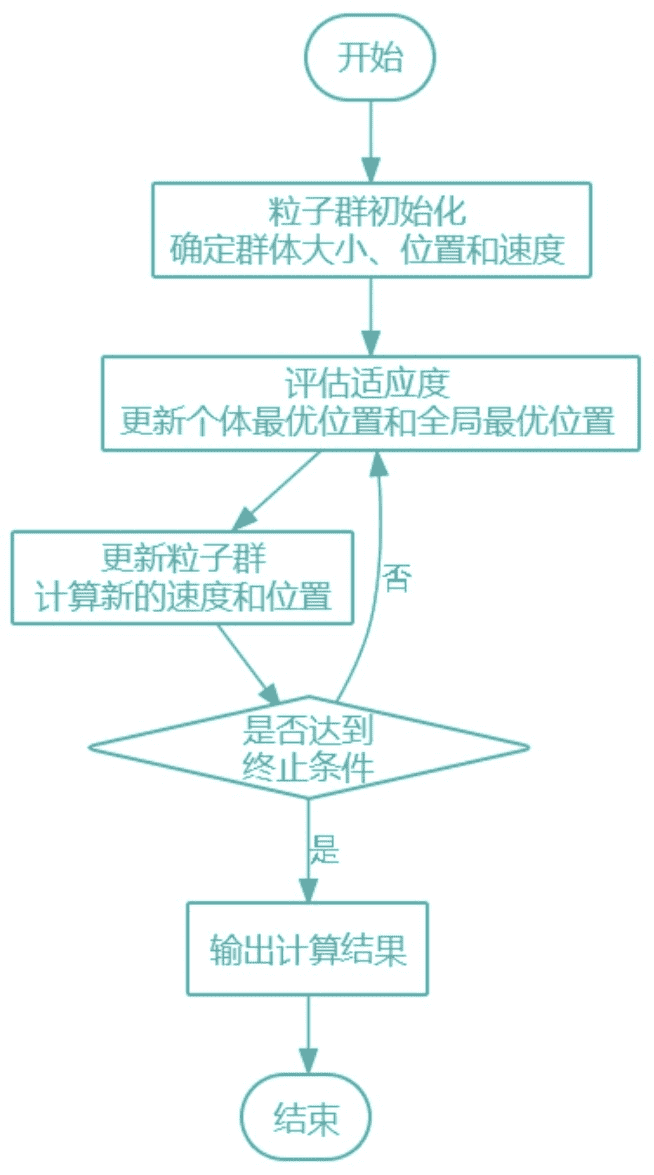 开始
粒子群初始化
确定群体大小、位置和速度
评估适应度
更新个体最优位置和全局最优位置
更新粒子群
计算新的速度和位置
否
是否达到
终止条件
是
输出计算结果
结束